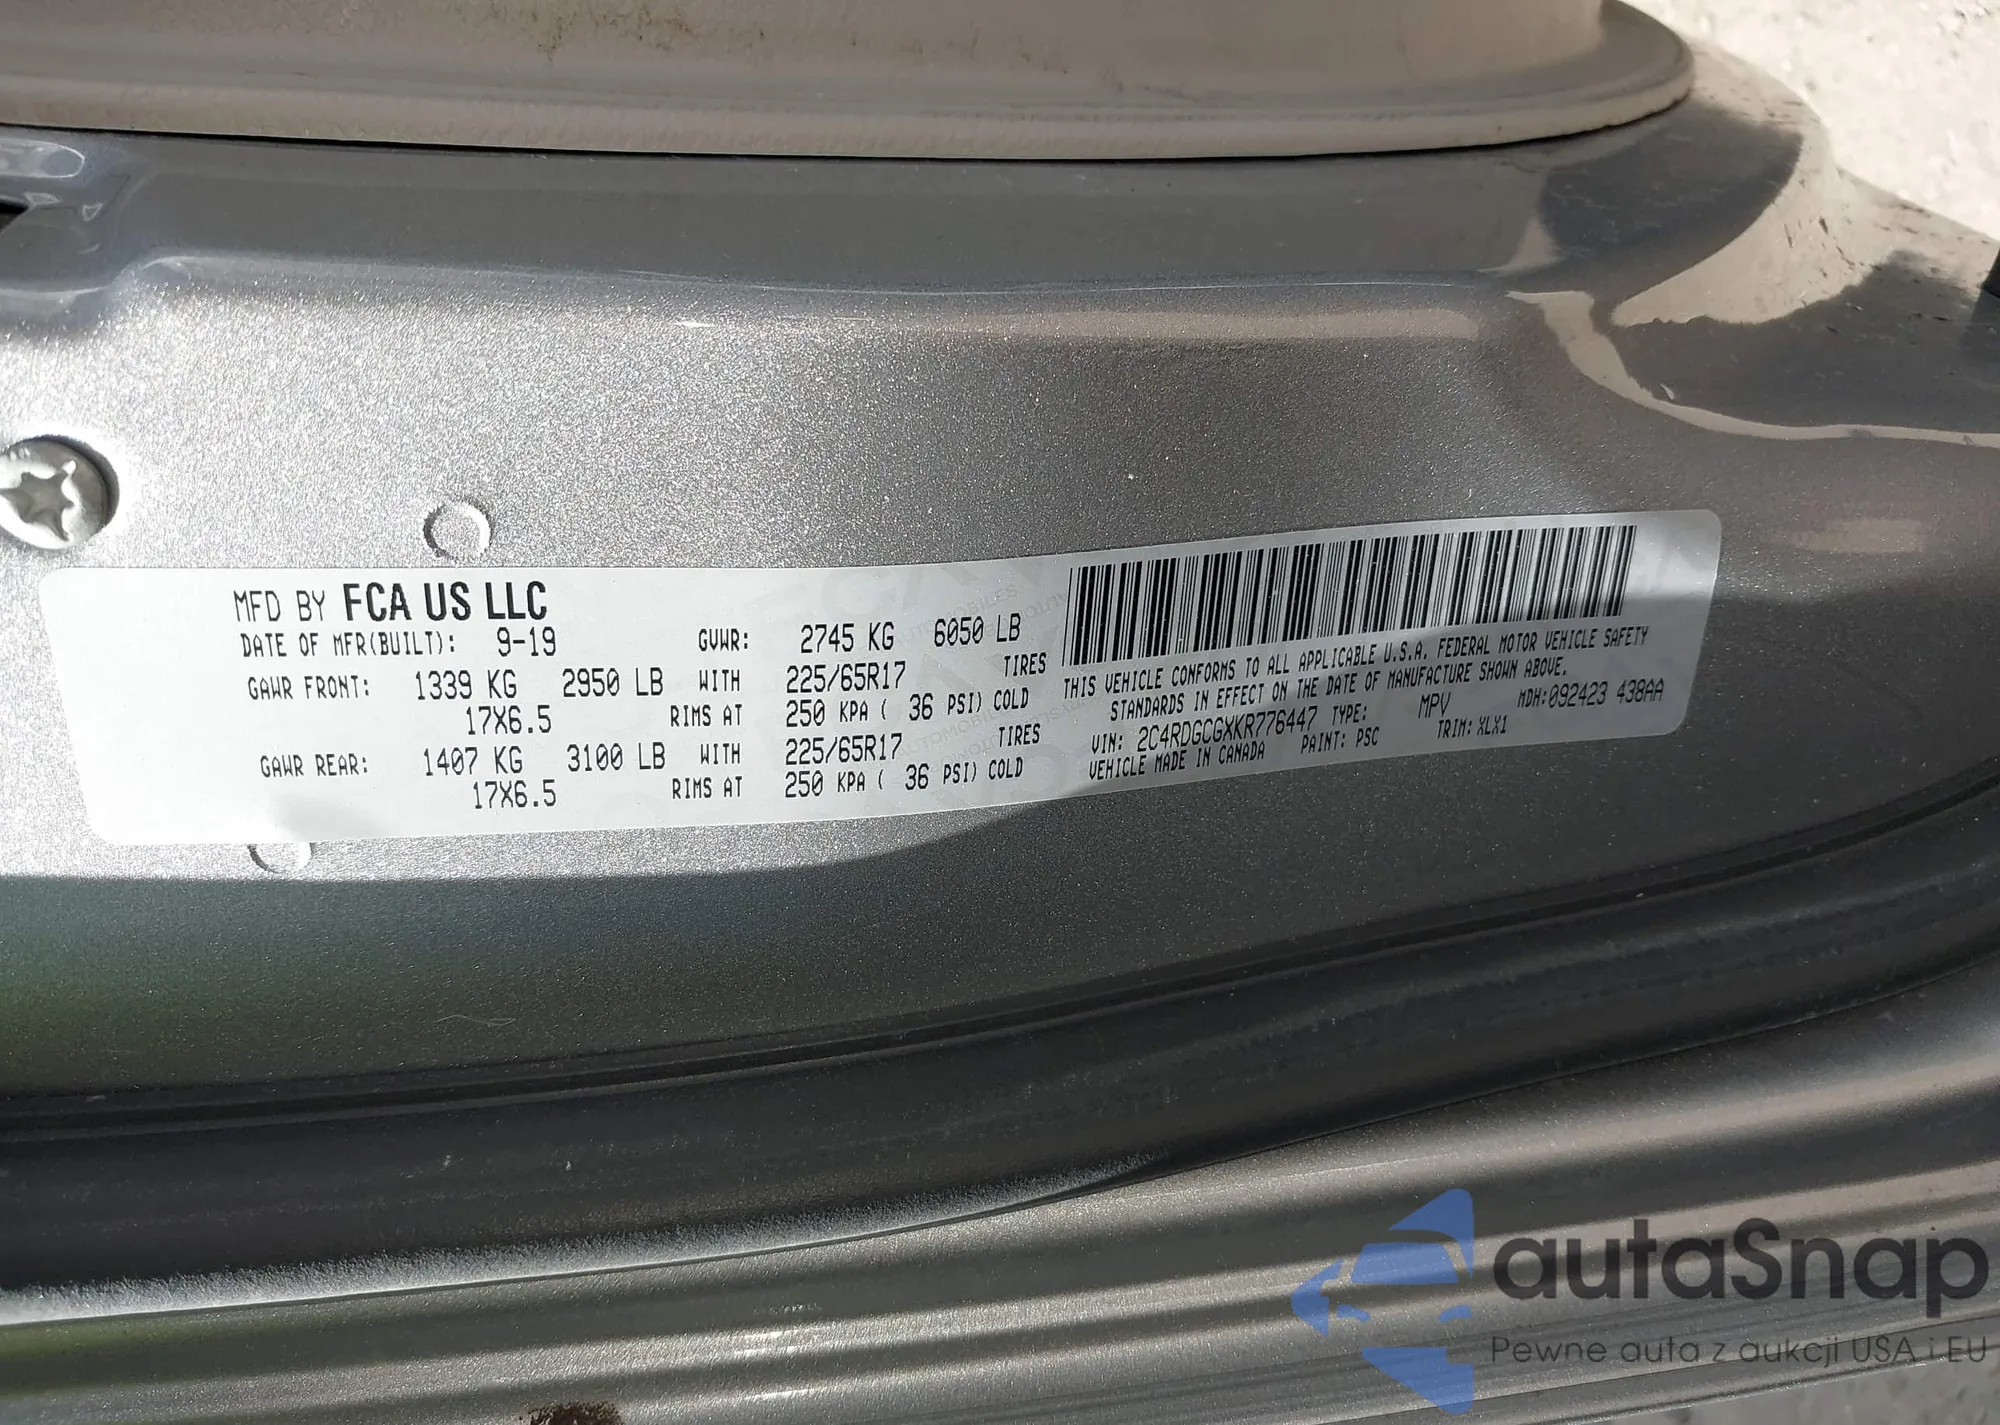 MFD BY FCA US LLC
DATE OF MFR(BUILT): 9-19 GVWR: 2745 KG 6050 LB
GAWR FRONT: 1339 KG 2950 LB WITH 225/65R17 TIRES
17X6.5 RIMS AT 250 KPA ( 36 PSI) COLD
GAWR REAR: 1407 KG 3100 LB WITH 225/65R17 TIRES
17X6.5 RIMS AT 250 KPA ( 36 PSI) COLD
THIS VEHICLE CONFORMS TO ALL APPLICABLE U.S.A. FEDERAL MOTOR VEHICLE SAFETY
STANDARDS IN EFFECT ON THE DATE OF MANUFACTURE SHOWN ABOVE.
VIN: 2C4RDGCGXKR776447 TYPE: MPV MDH:092423 438AA
VEHICLE MADE IN CANADA PAINT: PSC TRIM: XLX1
autaSnap
Pewne auta z aukcji USA i EU